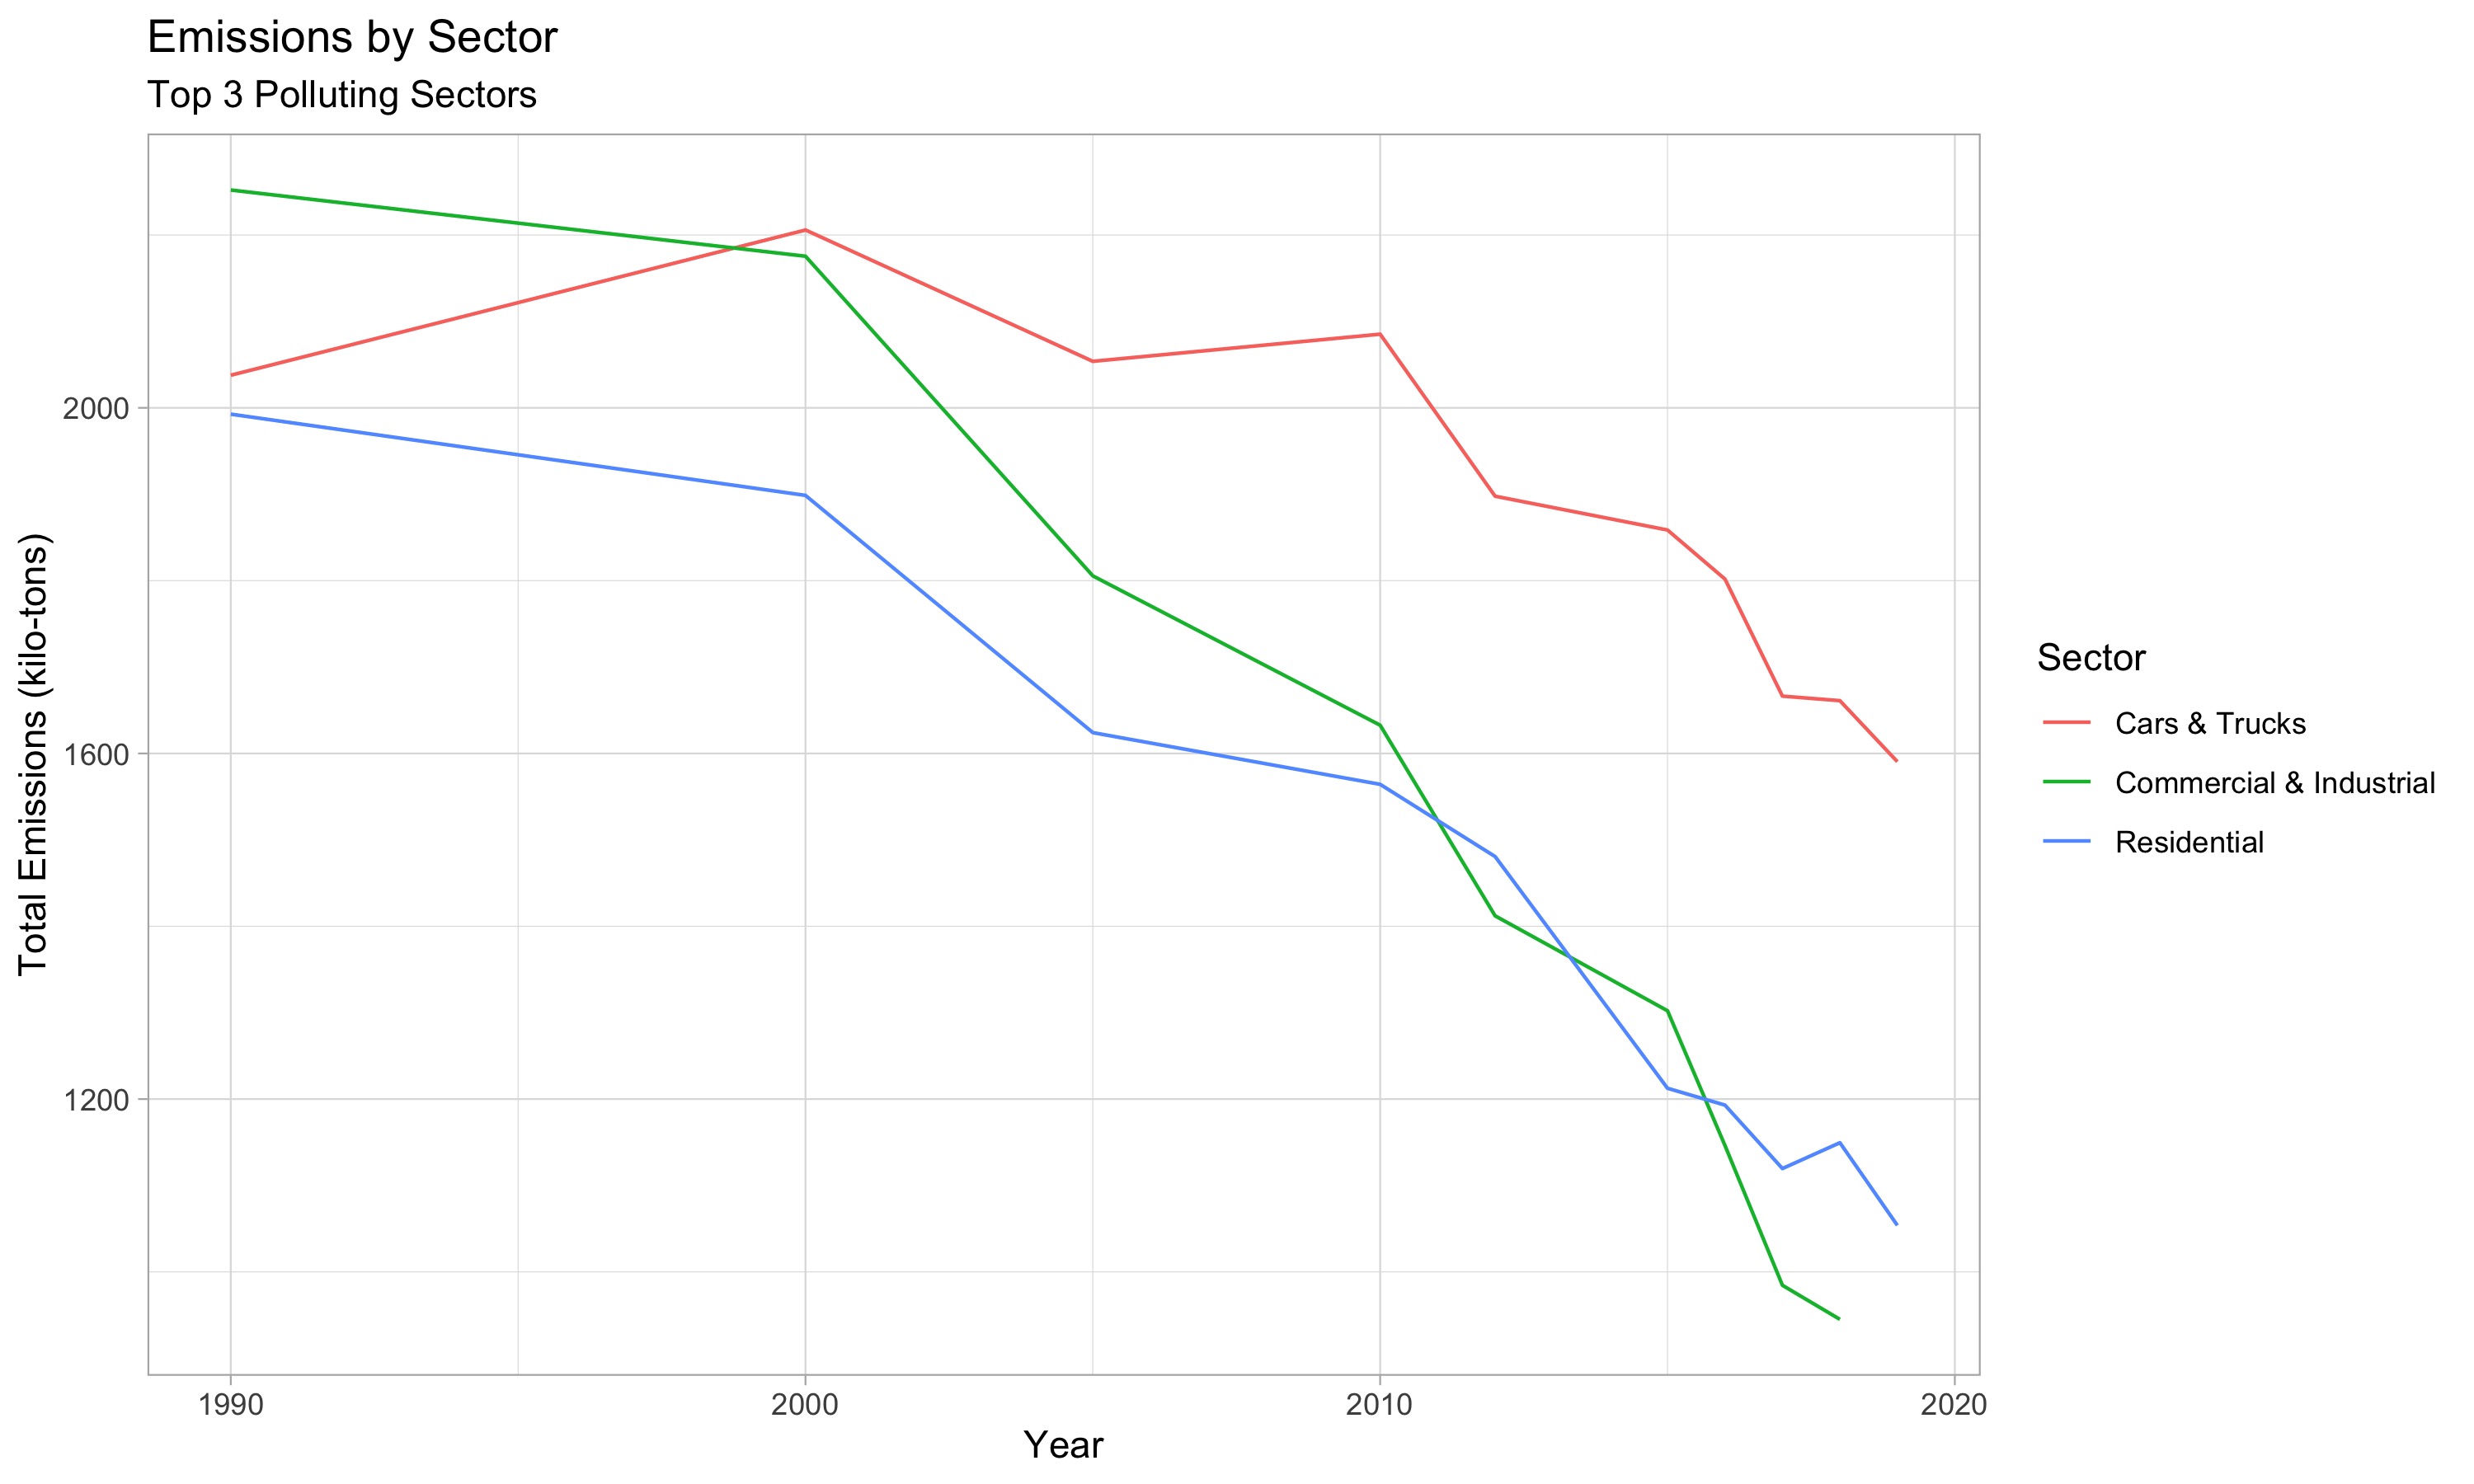 Emissions by Sector
Top 3 Polluting Sectors
Total Emissions (kilo-tons)
2000
1600
1200
1990
2000
2010
2020
Year
Sector
Cars & Trucks
Commercial & Industrial
Residential